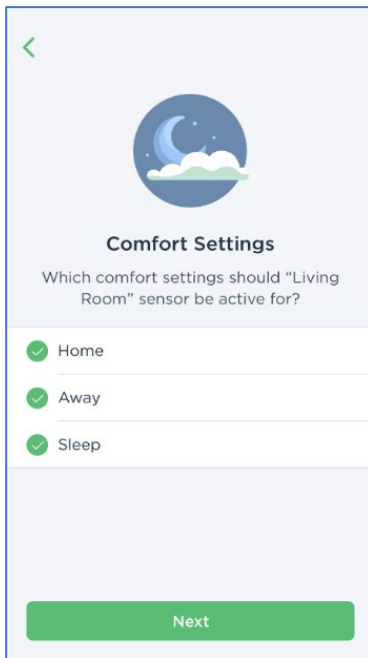 Comfort Settings
Which comfort settings should “Living
Room” sensor be active for?
Home
Away
Sleep
Next